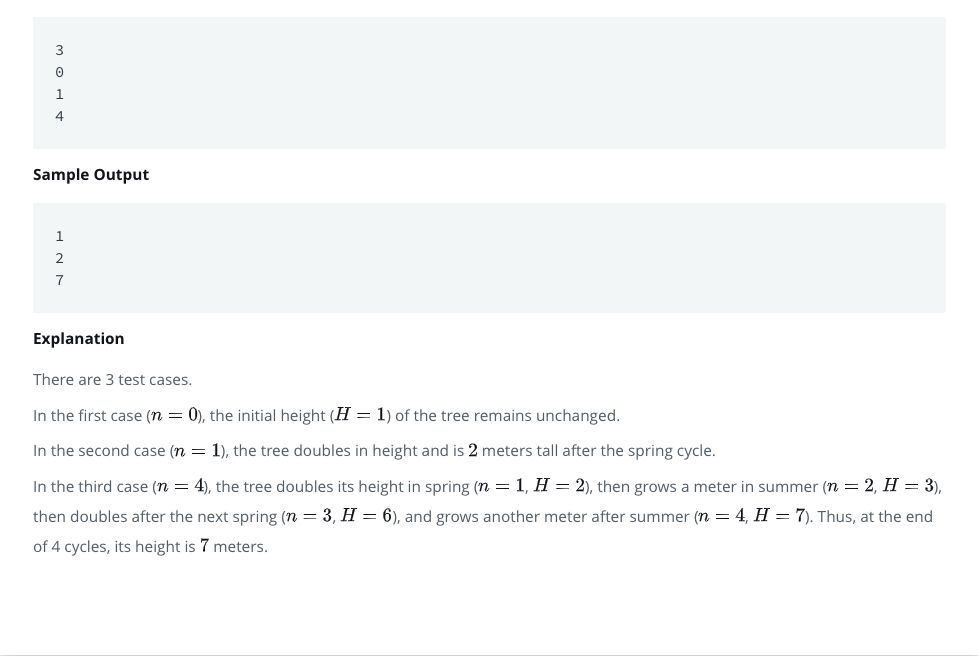 3
0
1
4
Sample Output
1
2
7
Explanation
There are 3 test cases.
In the first case (n = 0), the initial height (H = 1) of the tree remains unchanged.
In the second case (n = 1), the tree doubles in height and is 2 meters tall after the spring cycle.
In the third case (n = 4), the tree doubles its height in spring (n = 1, H = 2), then grows a meter in summer (n = 2, H = 3),
then doubles after the next spring (n = 3, H = 6), and grows another meter after summer (n = 4, H = 7). Thus, at the end
of 4 cycles, its height is 7 meters.